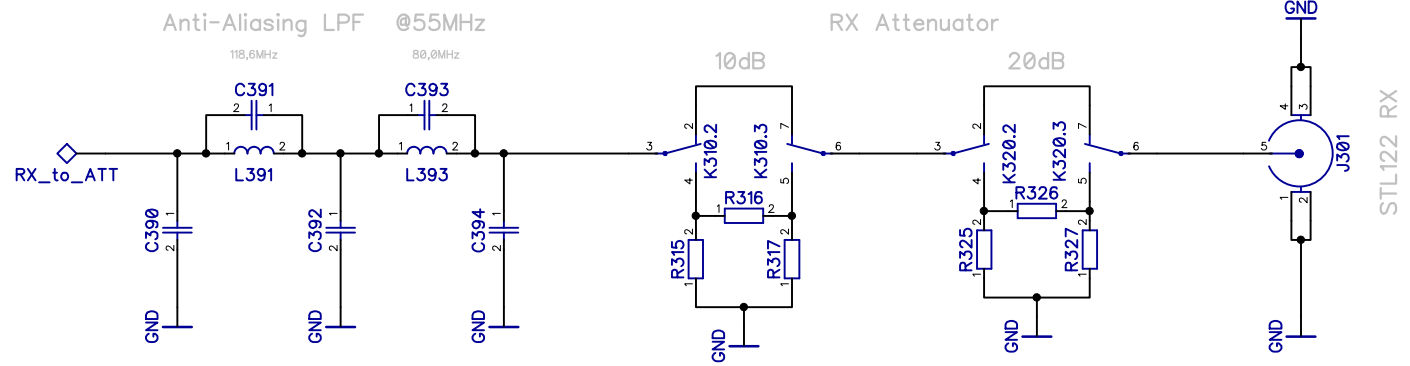 Anti-Aliasing LPF @55MHz
RX Attenuator
GND
118,6MHz
80,0MHz
10dB
20dB
C391
2 1
C393
1 2
4 3
STL122 RX
2
K310.2
K310.3
7
2
K320.2
K320.3
7
RX_to_ATT
1 2
L391
1 2
L393
3
6
3
6
5
J301
4
5
4
5
R316
1 2
R326
1 2
1 2
C390
1
2
C392
1
2
C394
1
2
R315
2
1
R317
2
1
R325
2
1
R327
2
1
GND
GND
GND
GND
GND
GND